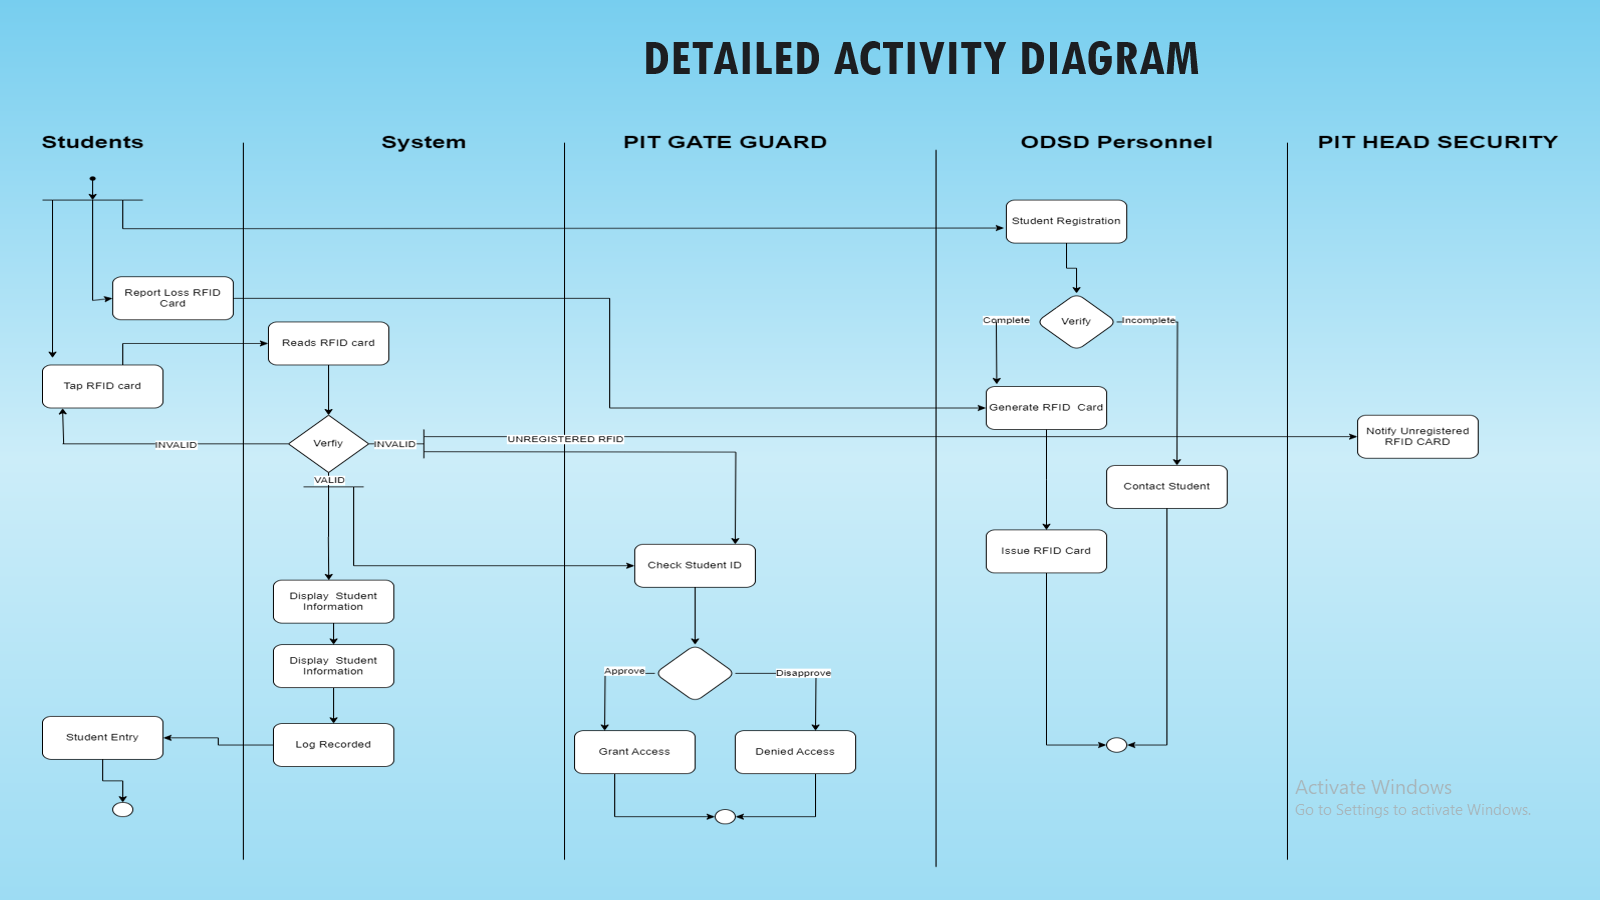 DETAILED ACTIVITY DIAGRAM
Students
System
PIT GATE GUARD
ODSD Personnel
PIT HEAD SECURITY
Student Registration
Report Loss RFID
Card
Complete
Verify
Incomplete
Reads RFID card
Tap RFID card
Generate RFID Card
INVALID
Verfiy
INVALID
UNREGISTERED RFID
Notify Unregistered
RFID CARD
VALID
Contact Student
Issue RFID Card
Check Student ID
Display Student
Information
Display Student
Information
Approve
Disapprove
Student Entry
Log Recorded
Grant Access
Denied Access
Activate Windows
Go to Settings to activate Windows.